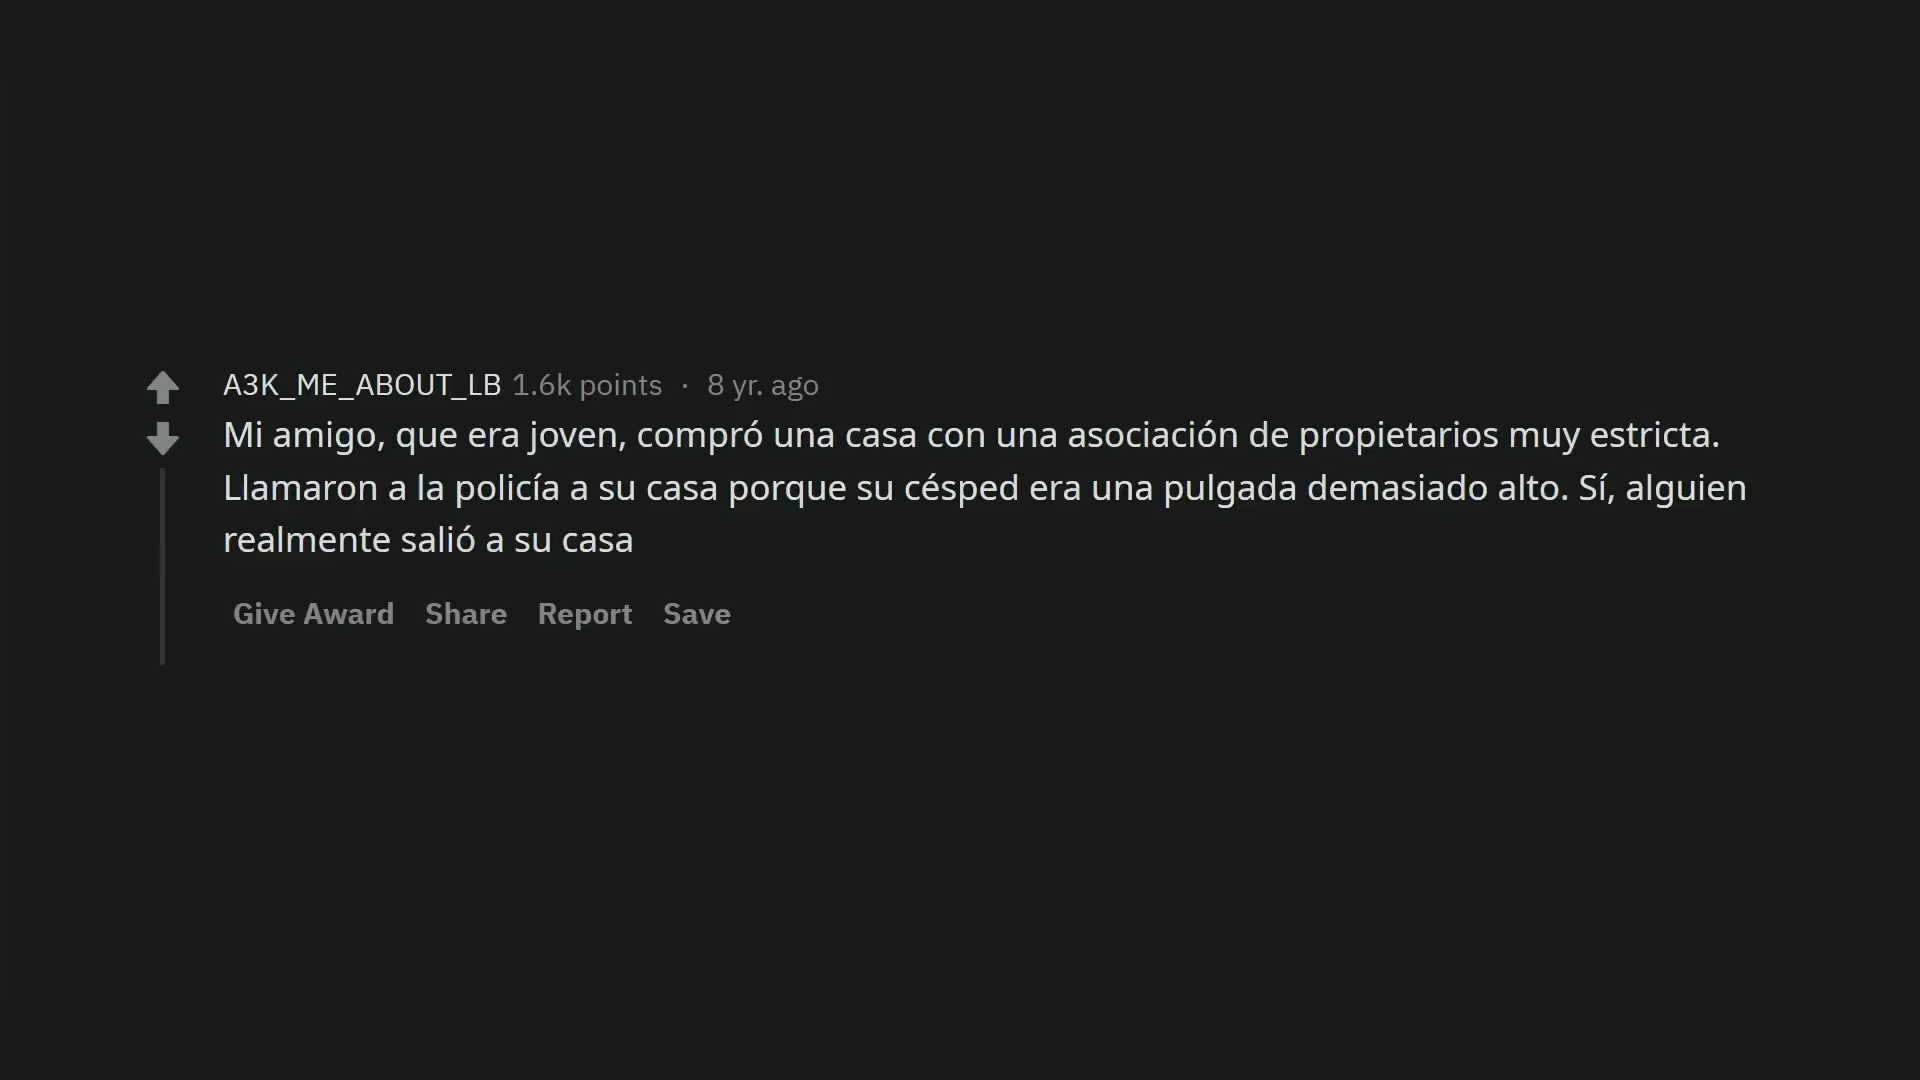 A3K_ME_ABOUT_LB 1.6k points · 8 yr. ago
Mi amigo, que era joven, compró una casa con una asociación de propietarios muy estricta.
Llamaron a la policía a su casa porque su césped era una pulgada demasiado alto. Sí, alguien
realmente salió a su casa
Give Award Share Report Save